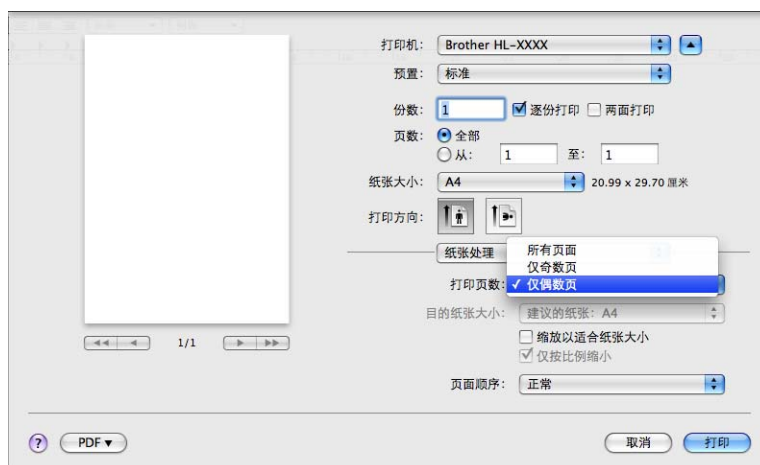 打印机: Brother HL-XXXX
预置: 标准
份数: 1 逐份打印 两面打印
页数: 全部
从: 1 至: 1
纸张大小: A4 20.99 x 29.70 厘米
打印方向:
纸张处理
所有页面
仅奇数页
打印页数: ✓ 仅偶数页
目的纸张大小: 建议的纸张: A4
缩放以适合纸张大小
1/1
仅按比例缩小
页面顺序: 正常
? PDF▼ 取消 打印